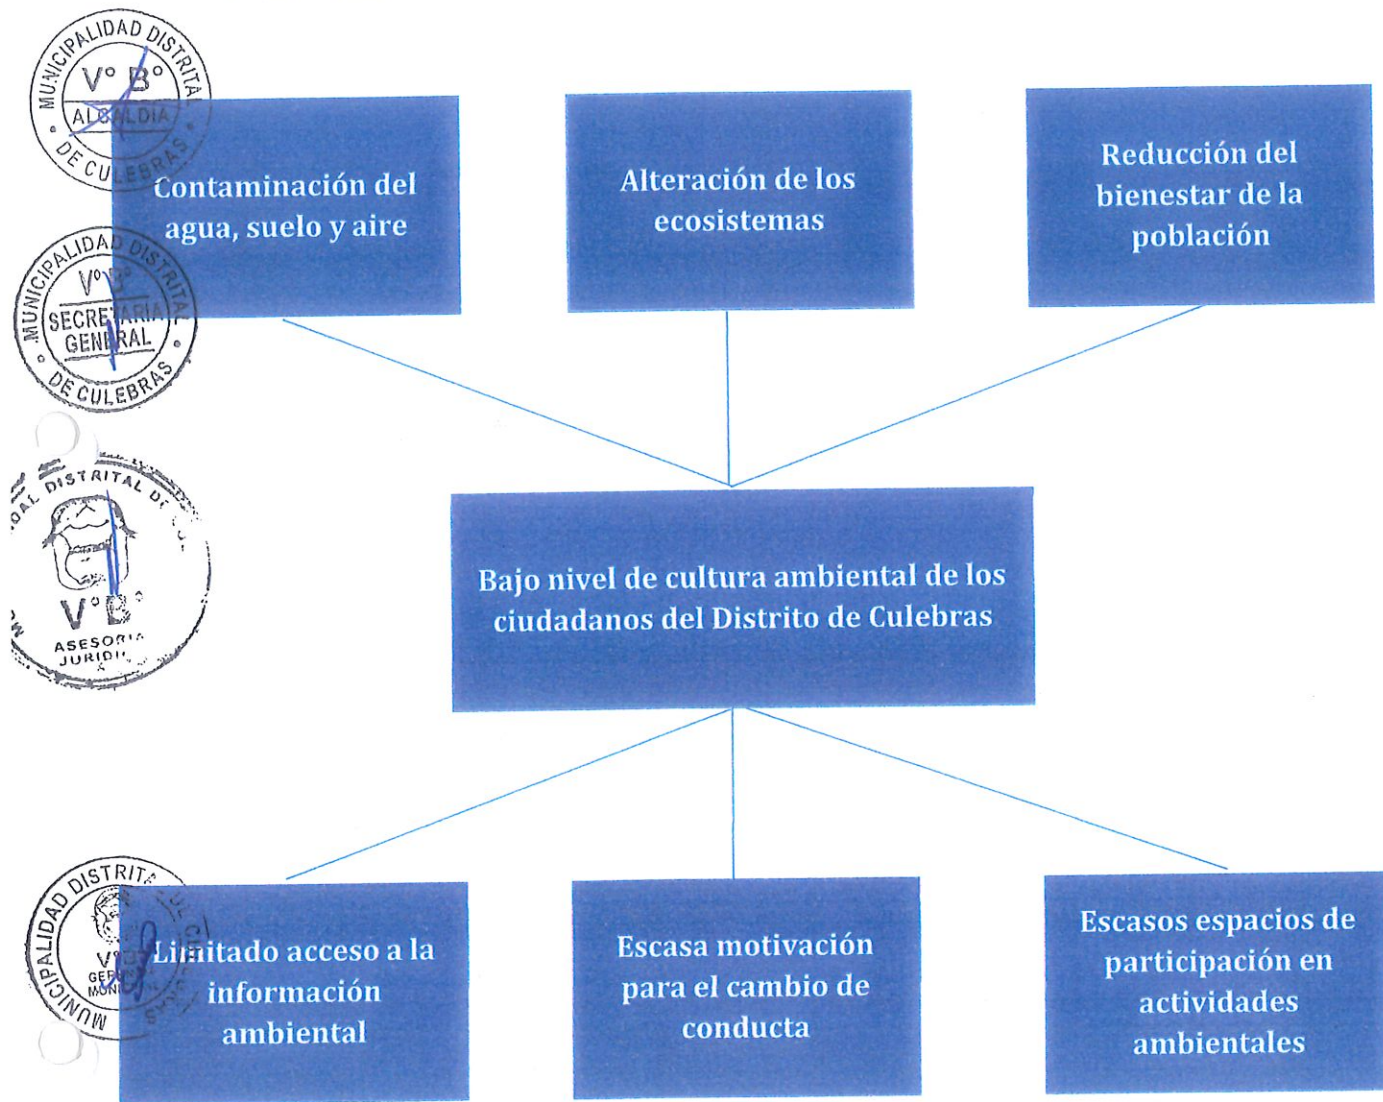 MUNICIPALIDAD DISTRITAL
V° B°
ALCALDIA
DE CULEBRAS
Contaminación del
agua, suelo y aire
Alteración de los
ecosistemas
Reducción del
bienestar de la
población
MUNICIPALIDAD DISTRITAL
V° B°
SECRETARIA
GENERAL
DE CULEBRAS
DISTRITAL DE
V° B°
ASESORIA
Bajo nivel de cultura ambiental de los
ciudadanos del Distrito de Culebras
MUNICIPALIDAD
Limitado acceso a la
información
ambiental
Escasa motivación
para el cambio de
conducta
Escasos espacios de
participación en
actividades
ambientales